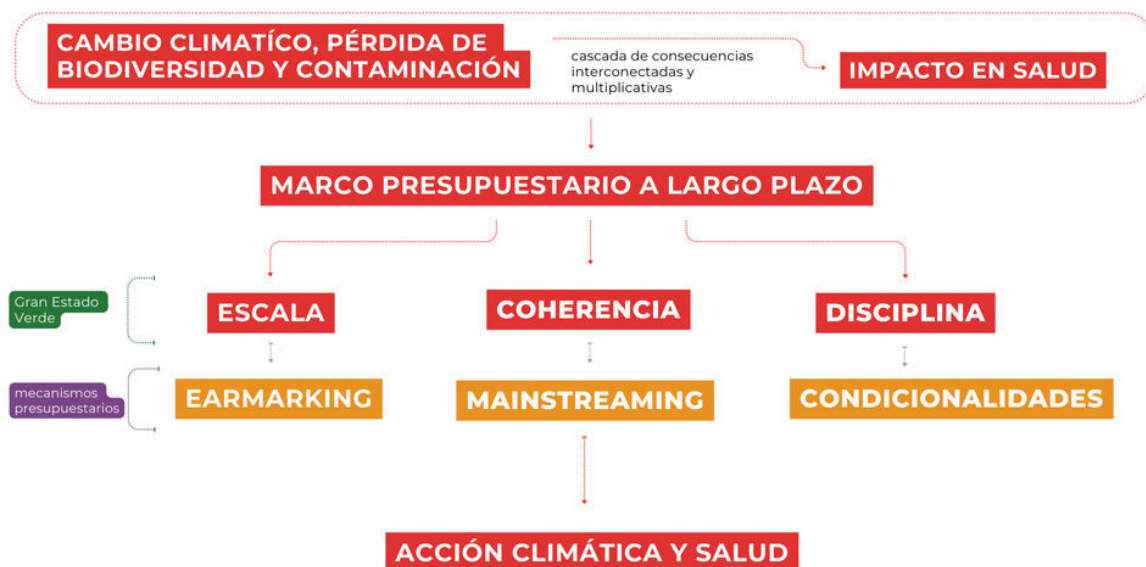 CAMBIO CLIMATÍCO, PÉRDIDA DE
BIODIVERSIDAD Y CONTAMINACIÓN
cascada de consecuencias
interconectadas y
multiplicativas
IMPACTO EN SALUD
MARCO PRESUPUESTARIO A LARGO PLAZO
Gran Estado
Verde
ESCALA
COHERENCIA
DISCIPLINA
mecanismos
presupuestarios
EARMARKING
MAINSTREAMING
CONDICIONALIDADES
ACCIÓN CLIMÁTICA Y SALUD